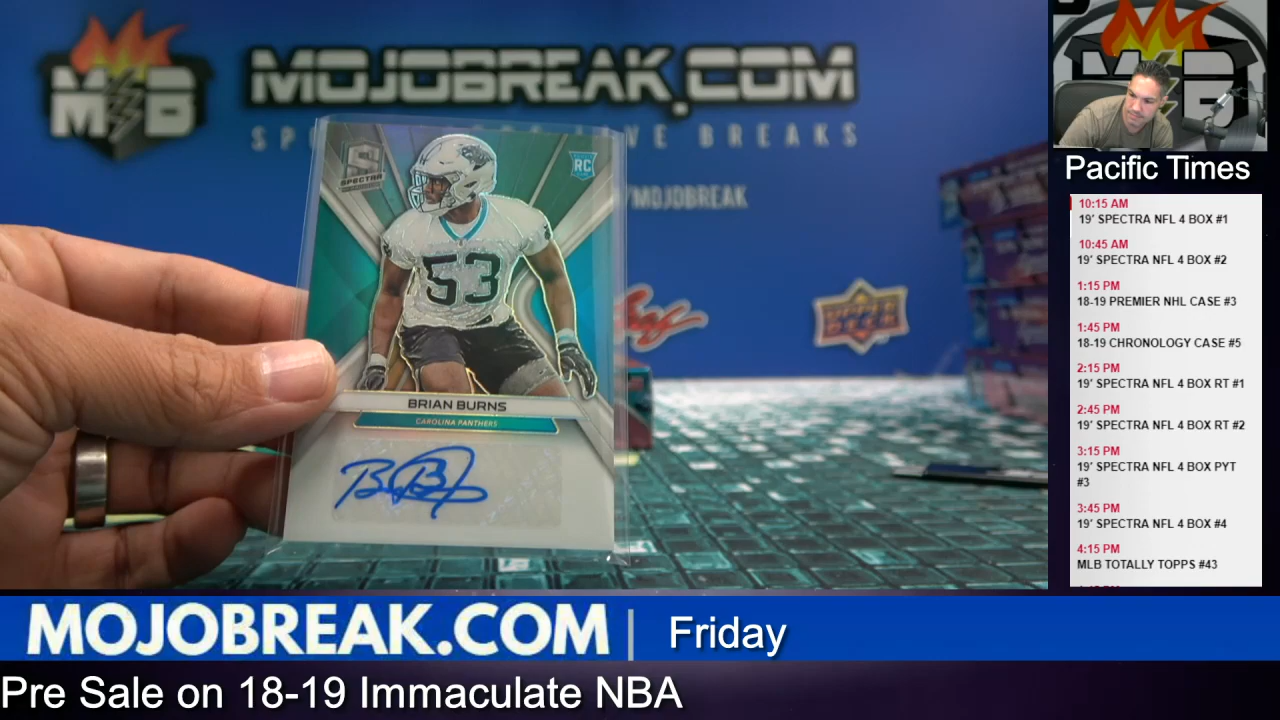 MOJOBREAK.COM
MB
/MOJOBREAK
SPECTRA
RC
53
BRIAN BURNS
CAROLINA PANTHERS
Pacific Times
10:15 AM
19' SPECTRA NFL 4 BOX #1
10:45 AM
19' SPECTRA NFL 4 BOX #2
1:15 PM
18-19 PREMIER NHL CASE #3
1:45 PM
18-19 CHRONOLOGY CASE #5
2:15 PM
19' SPECTRA NFL 4 BOX RT #1
2:45 PM
19' SPECTRA NFL 4 BOX RT #2
3:15 PM
19' SPECTRA NFL 4 BOX PYT
#3
3:45 PM
19' SPECTRA NFL 4 BOX #4
4:15 PM
MLB TOTALLY TOPPS #43
MOJOBREAK.COM | Friday
Pre Sale on 18-19 Immaculate NBA